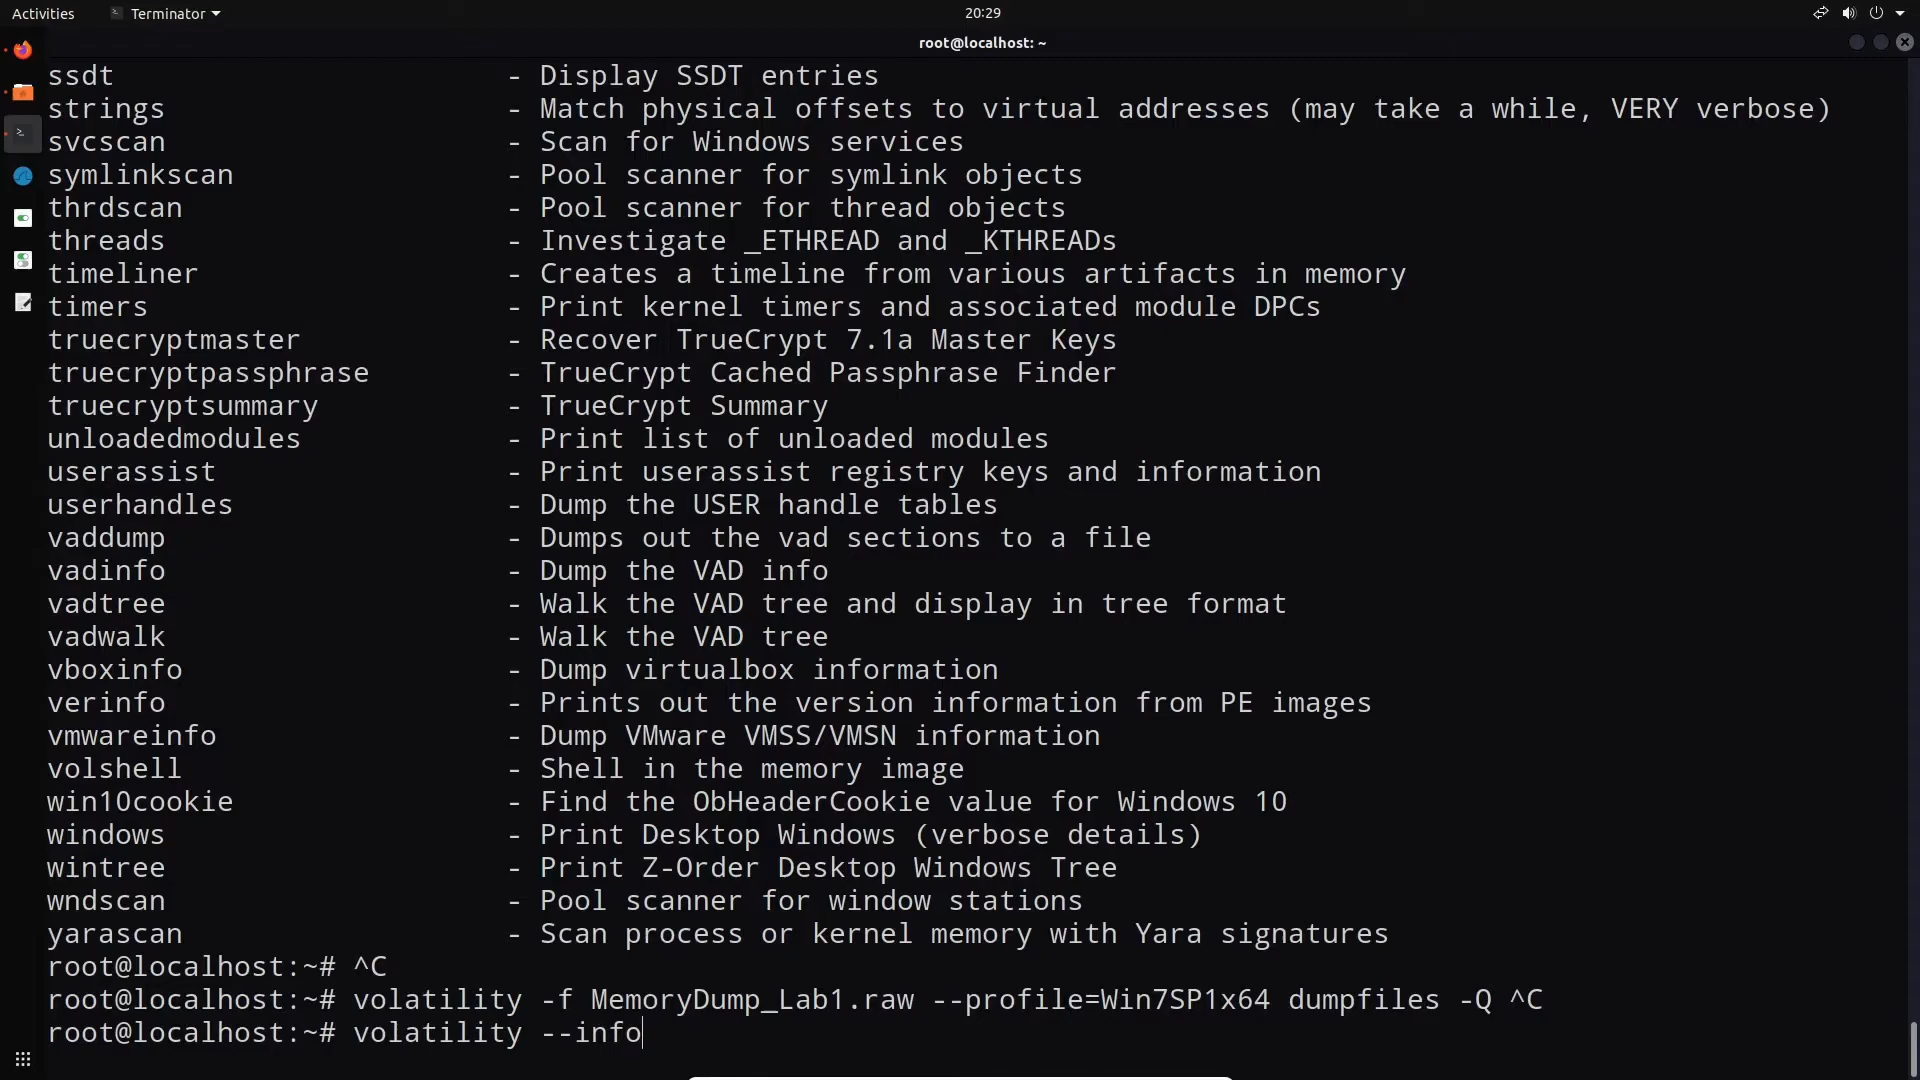 Activities
Terminator
20:29
root@localhost: ~
ssdt - Display SSDT entries
strings - Match physical offsets to virtual addresses (may take a while, VERY verbose)
svcscan - Scan for Windows services
symlinkscan - Pool scanner for symlink objects
thrdscan - Pool scanner for thread objects
threads - Investigate _ETHREAD and _KTHREADs
timeliner - Creates a timeline from various artifacts in memory
timers - Print kernel timers and associated module DPCs
truecryptmaster - Recover TrueCrypt 7.1a Master Keys
truecryptpassphrase - TrueCrypt Cached Passphrase Finder
truecryptsummary - TrueCrypt Summary
unloadedmodules - Print list of unloaded modules
userassist - Print userassist registry keys and information
userhandles - Dump the USER handle tables
vaddump - Dumps out the vad sections to a file
vadinfo - Dump the VAD info
vadtree - Walk the VAD tree and display in tree format
vadwalk - Walk the VAD tree
vboxinfo - Dump virtualbox information
verinfo - Prints out the version information from PE images
vmwareinfo - Dump VMware VMSS/VMSN information
volshell - Shell in the memory image
win10cookie - Find the ObHeaderCookie value for Windows 10
windows - Print Desktop Windows (verbose details)
wintree - Print Z-Order Desktop Windows Tree
wndscan - Pool scanner for window stations
yarascan - Scan process or kernel memory with Yara signatures
root@localhost:~# ^C
root@localhost:~# volatility -f MemoryDump_Lab1.raw --profile=Win7SP1x64 dumpfiles -Q ^C
root@localhost:~# volatility --info